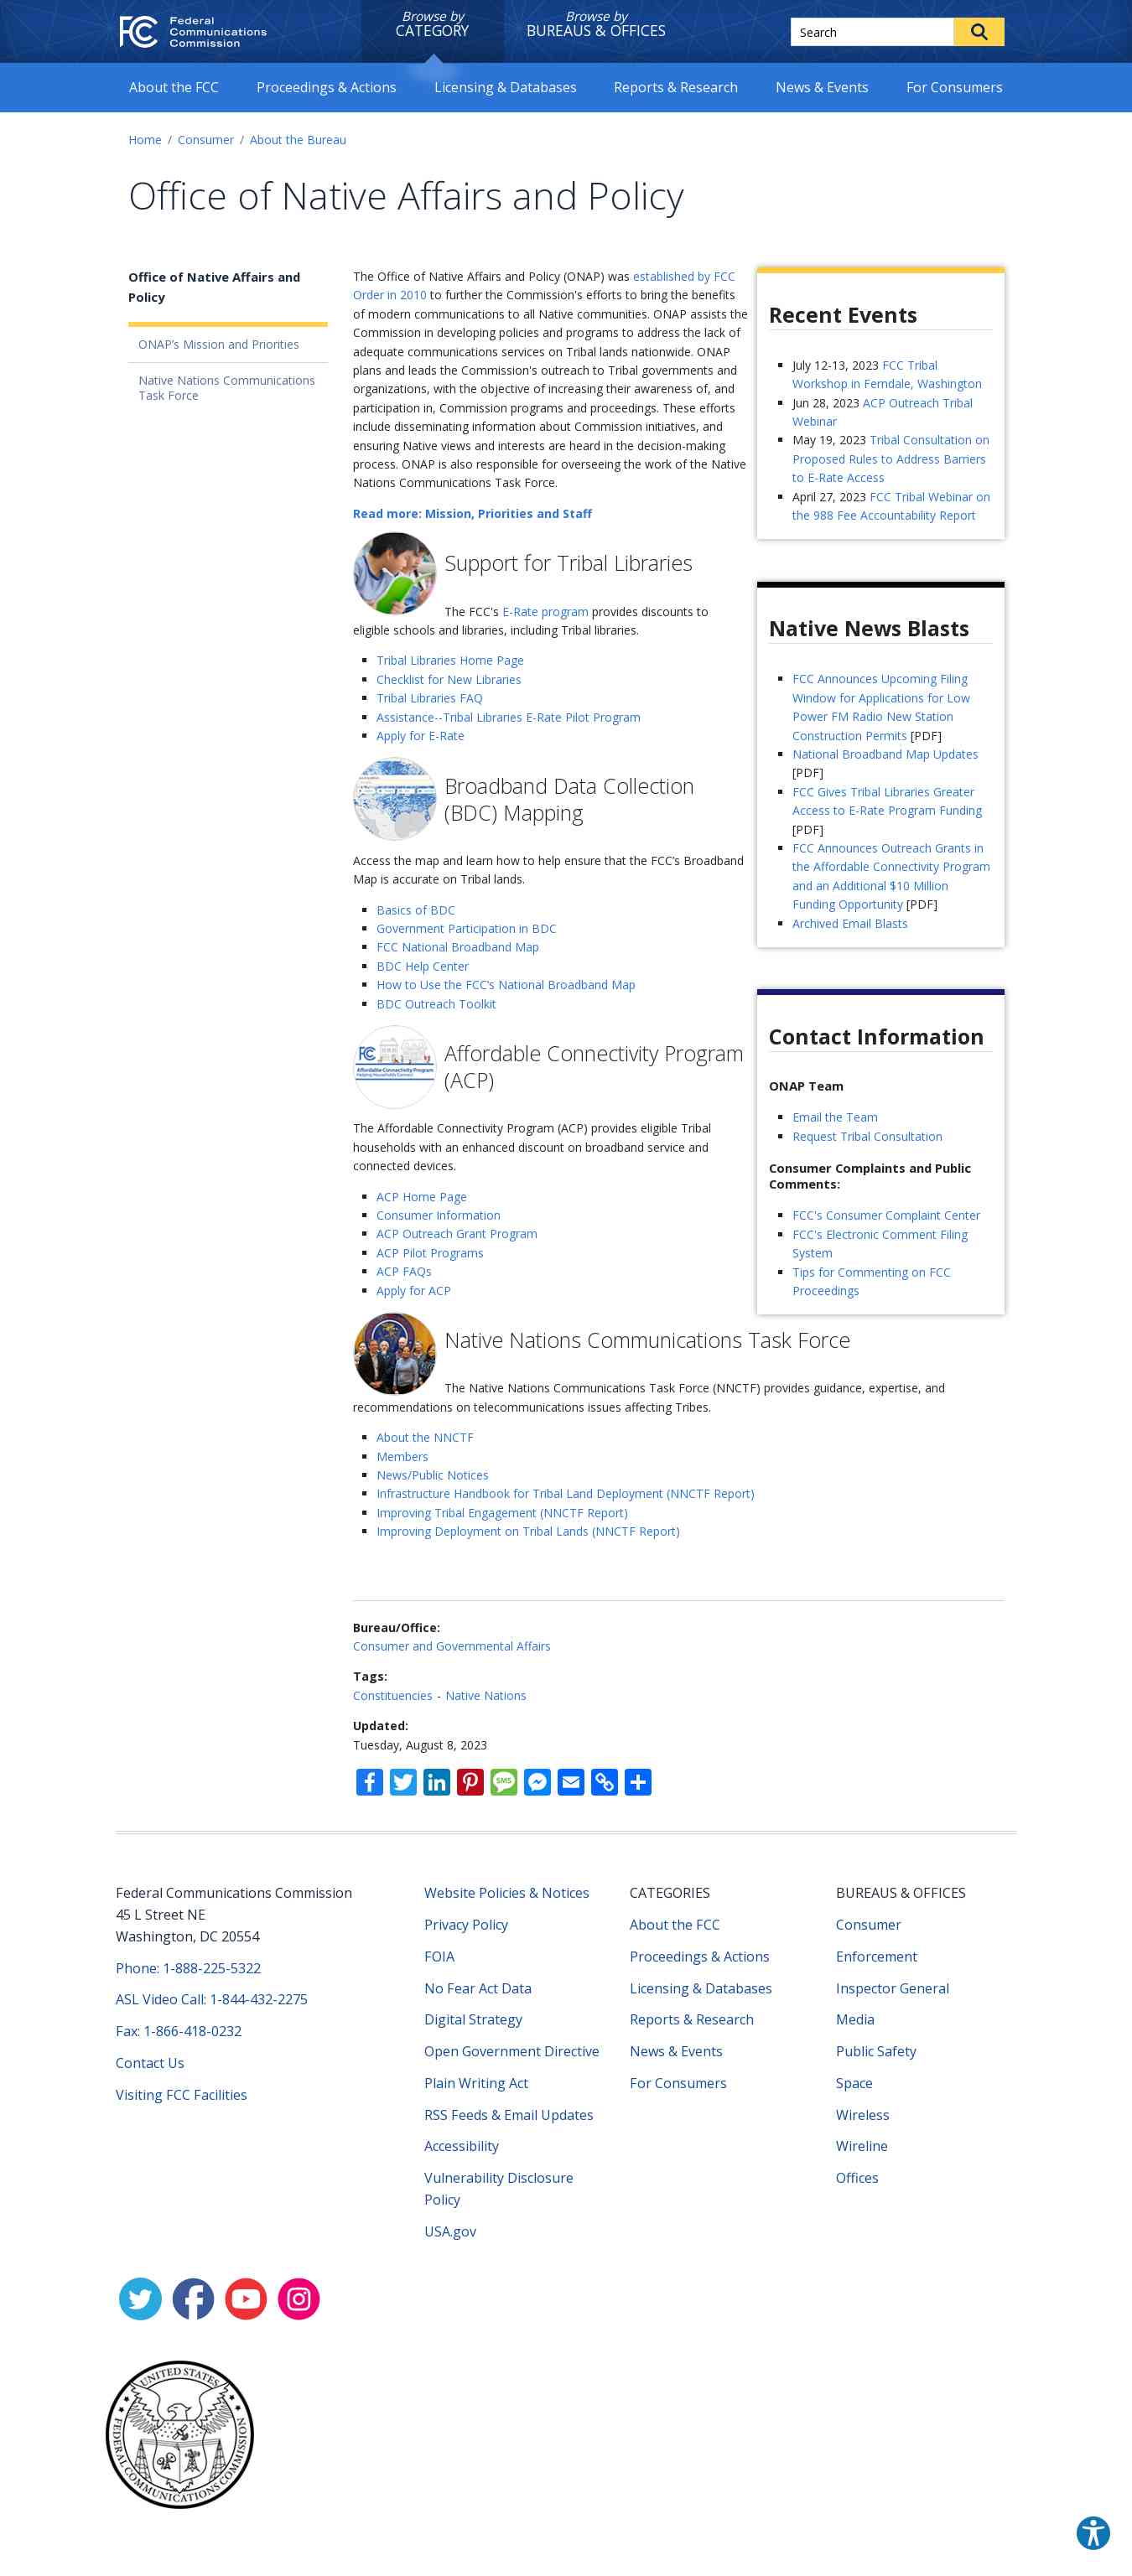 Federal
Communications
Commission
Browse by
CATEGORY
Browse by
BUREAUS & OFFICES
Search
About the FCC
Proceedings & Actions
Licensing & Databases
Reports & Research
News & Events
For Consumers
Home / Consumer / About the Bureau
Office of Native Affairs and Policy
Office of Native Affairs and
Policy
ONAP's Mission and Priorities
Native Nations Communications
Task Force
The Office of Native Affairs and Policy (ONAP) was established by FCC
Order in 2010 to further the Commission's efforts to bring the benefits
of modern communications to all Native communities. ONAP assists the
Commission in developing policies and programs to address the lack of
adequate communications services on Tribal lands nationwide. ONAP
plans and leads the Commission's outreach to Tribal governments and
organizations, with the objective of increasing their awareness of, and
participation in, Commission programs and proceedings. These efforts
include disseminating information about Commission initiatives, and
ensuring Native views and interests are heard in the decision-making
process. ONAP is also responsible for overseeing the work of the Native
Nations Communications Task Force.
Read more: Mission, Priorities and Staff
Support for Tribal Libraries
The FCC's E-Rate program provides discounts to
eligible schools and libraries, including Tribal libraries.
Tribal Libraries Home Page
Checklist for New Libraries
Tribal Libraries FAQ
Assistance--Tribal Libraries E-Rate Pilot Program
Apply for E-Rate
Broadband Data Collection
(BDC) Mapping
Access the map and learn how to help ensure that the FCC's Broadband
Map is accurate on Tribal lands.
Basics of BDC
Government Participation in BDC
FCC National Broadband Map
BDC Help Center
How to Use the FCC's National Broadband Map
BDC Outreach Toolkit
Affordable Connectivity Program
Helping Households Connect
Affordable Connectivity Program
(ACP)
The Affordable Connectivity Program (ACP) provides eligible Tribal
households with an enhanced discount on broadband service and
connected devices.
ACP Home Page
Consumer Information
ACP Outreach Grant Program
ACP Pilot Programs
ACP FAQs
Apply for ACP
Native Nations Communications Task Force
The Native Nations Communications Task Force (NNCTF) provides guidance, expertise, and
recommendations on telecommunications issues affecting Tribes.
About the NNCTF
Members
News/Public Notices
Infrastructure Handbook for Tribal Land Deployment (NNCTF Report)
Improving Tribal Engagement (NNCTF Report)
Improving Deployment on Tribal Lands (NNCTF Report)
Recent Events
July 12-13, 2023 FCC Tribal
Workshop in Ferndale, Washington
Jun 28, 2023 ACP Outreach Tribal
Webinar
May 19, 2023 Tribal Consultation on
Proposed Rules to Address Barriers
to E-Rate Access
April 27, 2023 FCC Tribal Webinar on
the 988 Fee Accountability Report
Native News Blasts
FCC Announces Upcoming Filing
Window for Applications for Low
Power FM Radio New Station
Construction Permits [PDF]
National Broadband Map Updates
[PDF]
FCC Gives Tribal Libraries Greater
Access to E-Rate Program Funding
[PDF]
FCC Announces Outreach Grants in
the Affordable Connectivity Program
and an Additional $10 Million
Funding Opportunity [PDF]
Archived Email Blasts
Contact Information
ONAP Team
Email the Team
Request Tribal Consultation
Consumer Complaints and Public
Comments:
FCC's Consumer Complaint Center
FCC's Electronic Comment Filing
System
Tips for Commenting on FCC
Proceedings
Bureau/Office:
Consumer and Governmental Affairs
Tags:
Constituencies - Native Nations
Updated:
Tuesday, August 8, 2023
SMS
Federal Communications Commission
45 L Street NE
Washington, DC 20554
Phone: 1-888-225-5322
ASL Video Call: 1-844-432-2275
Fax: 1-866-418-0232
Contact Us
Visiting FCC Facilities
Website Policies & Notices
Privacy Policy
FOIA
No Fear Act Data
Digital Strategy
Open Government Directive
Plain Writing Act
RSS Feeds & Email Updates
Accessibility
Vulnerability Disclosure
Policy
USA.gov
CATEGORIES
About the FCC
Proceedings & Actions
Licensing & Databases
Reports & Research
News & Events
For Consumers
BUREAUS & OFFICES
Consumer
Enforcement
Inspector General
Media
Public Safety
Space
Wireless
Wireline
Offices
UNITED STATES
FEDERAL COMMUNICATIONS COMMISSION